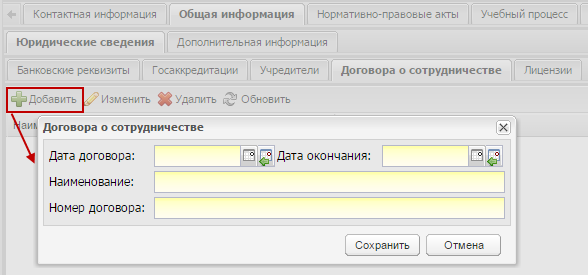 Контактная информация Общая информация Нормативно-правовые акты Учебный процесс
Юридические сведения Дополнительная информация
Банковские реквизиты Госаккредитации Учредители Договора о сотрудничестве Лицензии
Добавить Изменить Удалить Обновить
Договора о сотрудничестве
Дата договора: Дата окончания:
Наименование:
Номер договора:
Сохранить Отмена